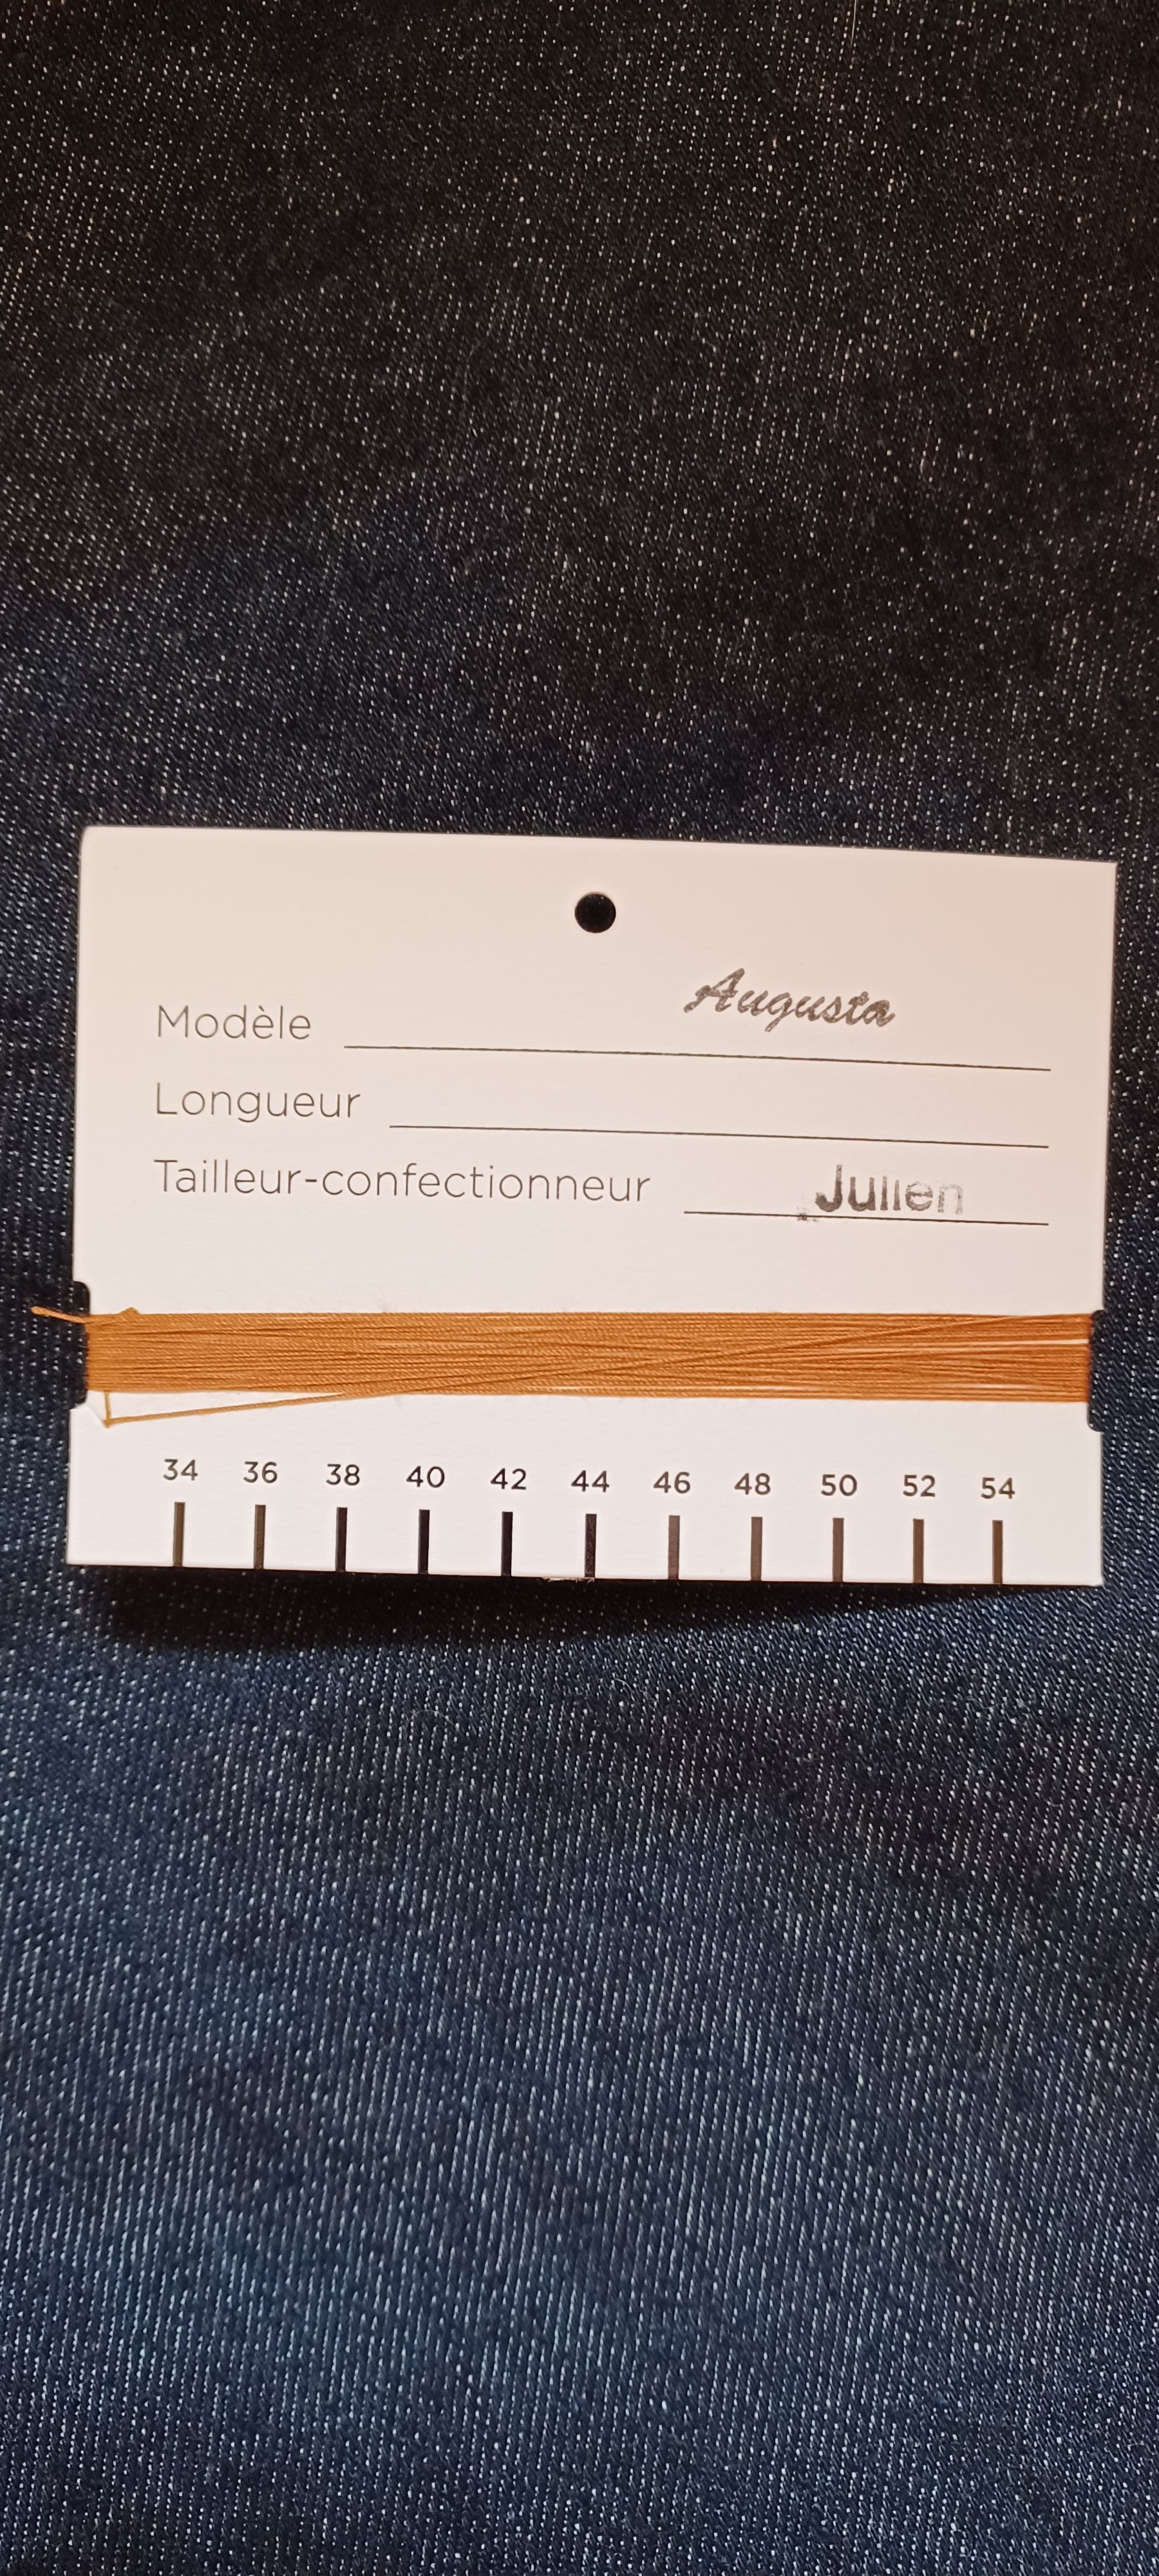 Modèle Augusta
Longueur
Tailleur-confectionneur Julien
34 36 38 40 42 44 46 48 50 52 54